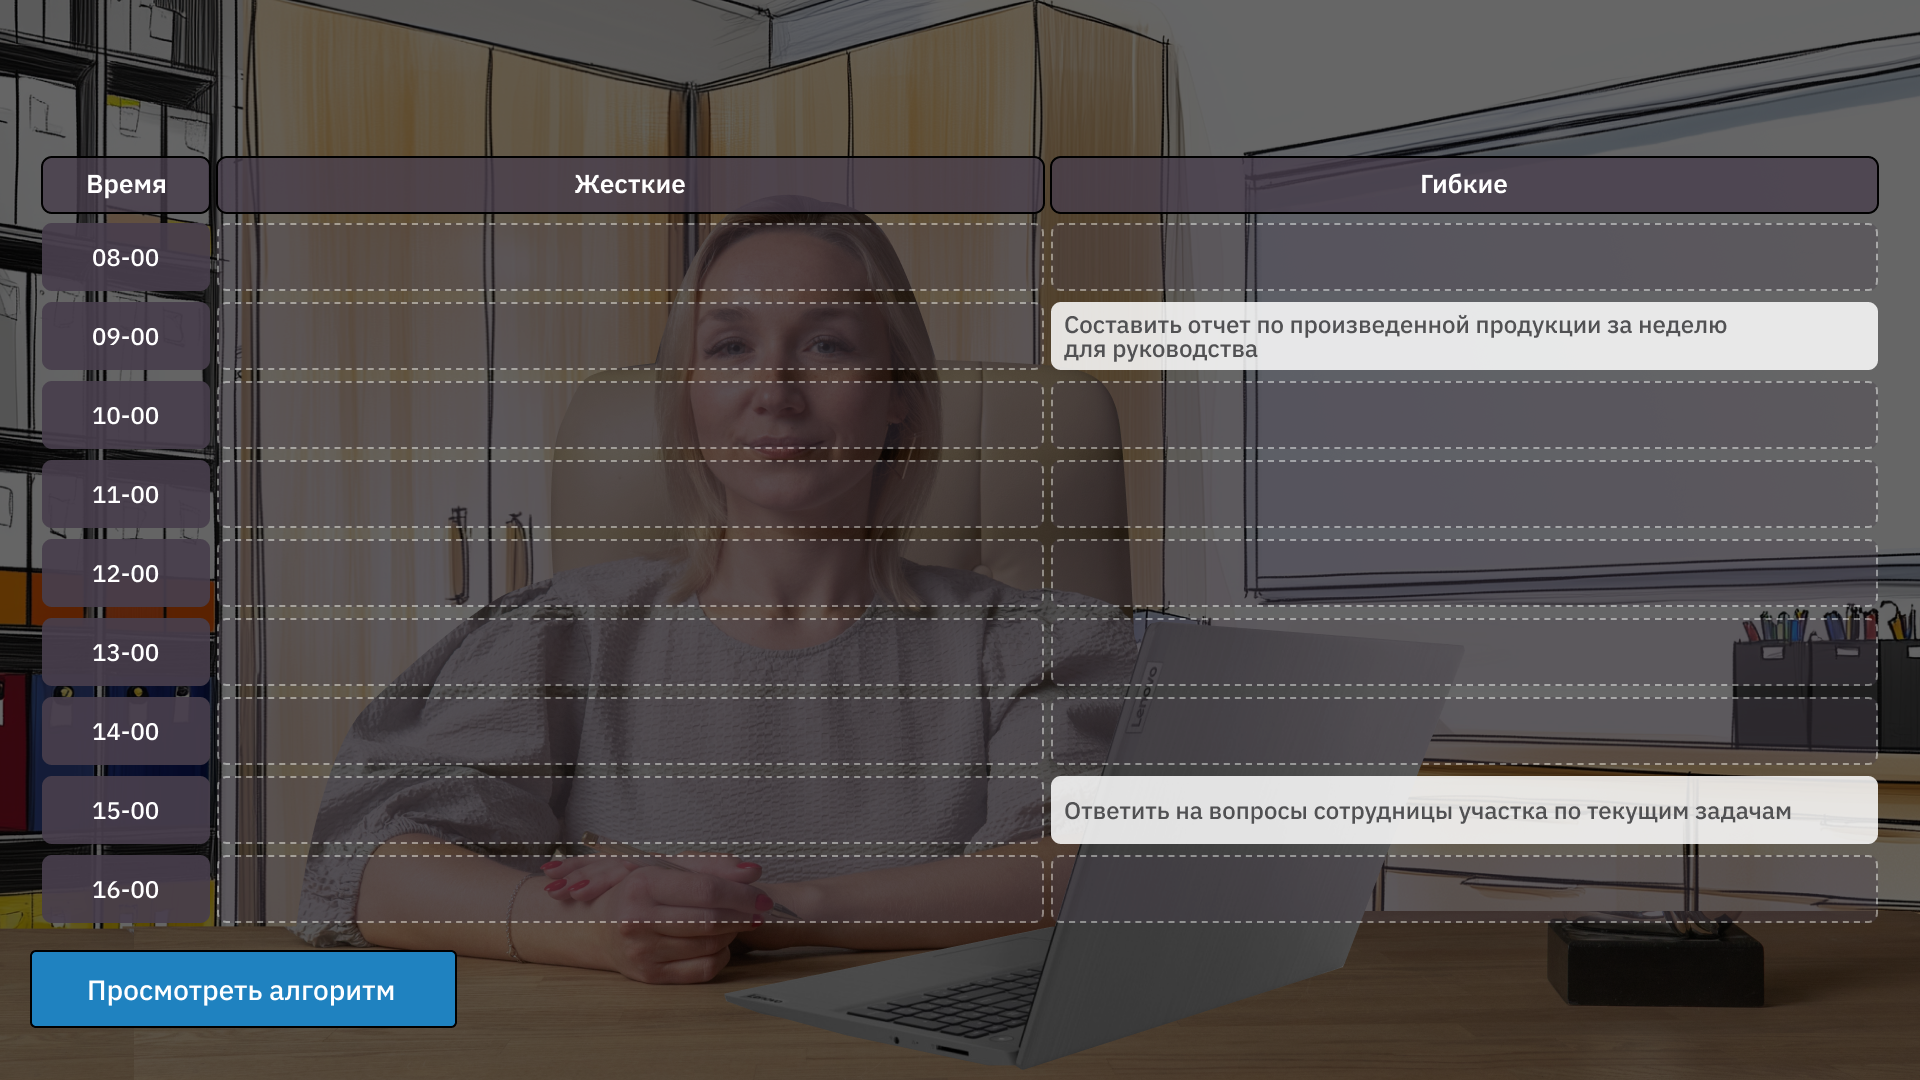 Время
Жесткие
Гибкие
08-00
09-00
Составить отчет по произведенной продукции за неделю
для руководства
10-00
11-00
12-00
13-00
14-00
Lenovo
15-00
Ответить на вопросы сотрудницы участка по текущим задачам
16-00
Просмотреть алгоритм